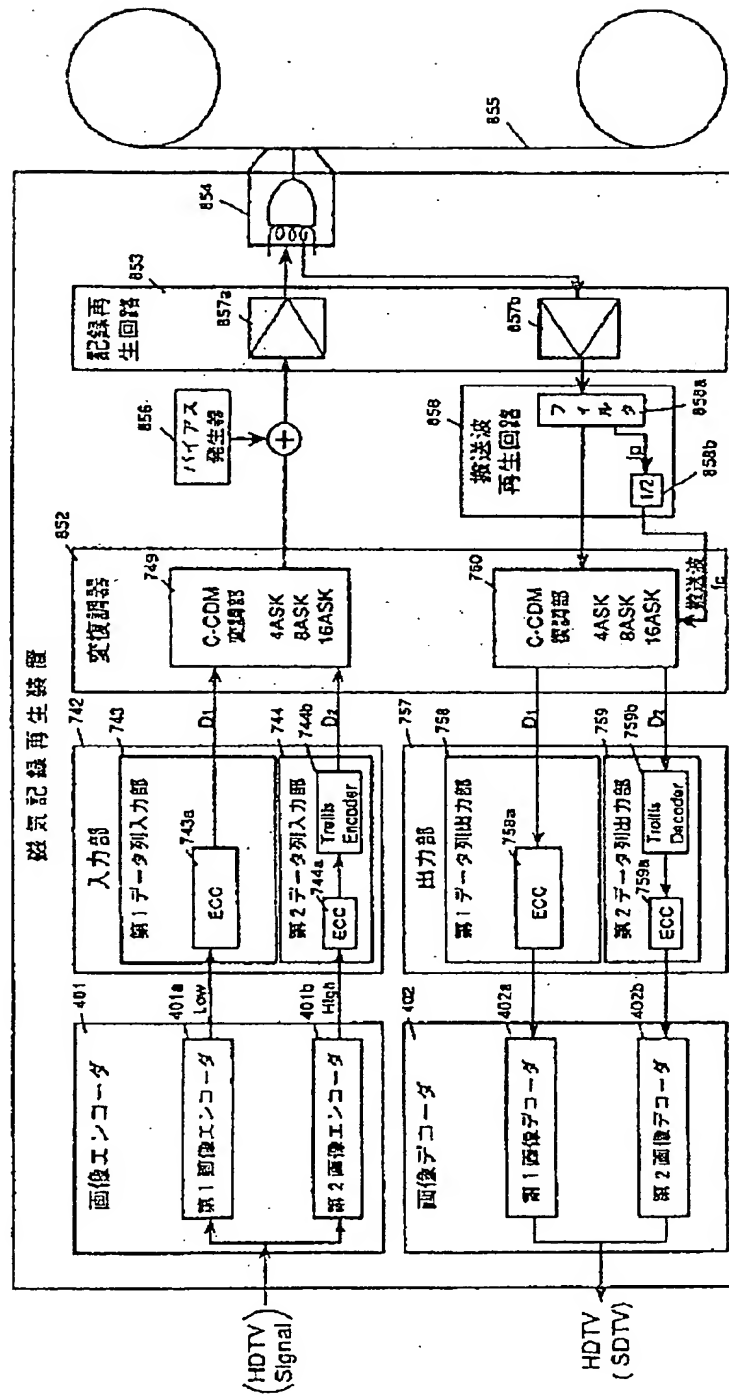 磁気記録再生装置
(HDTV Signal)
401
画像エンコーダ
401a
第1画像エンコーダ
Low
401b
第2画像エンコーダ
High
742
入力部
743
第1データ列入力部
743a
ECC
744
第2データ列入力部
744a
ECC
744b
Trellis
Encoder
D1
D2
852
変復調器
749
C-CDM
変調部
4ASK
8ASK
16ASK
856
バイアス
発生器
+
853
記録再
生回路
857a
854
855
857b
858
搬送波
再生回路
フィルタ
858a
1/2
858b
搬送波
fc
760
C-CDM
復調部
4ASK
8ASK
16ASK
D1
D2
757
出力部
758
第1データ列出力部
758a
ECC
759
第2データ列出力部
759b
Trellis
Decoder
759a
ECC
402
画像デコーダ
402a
第1画像デコーダ
402b
第2画像デコーダ
HDTV
(SDTV)